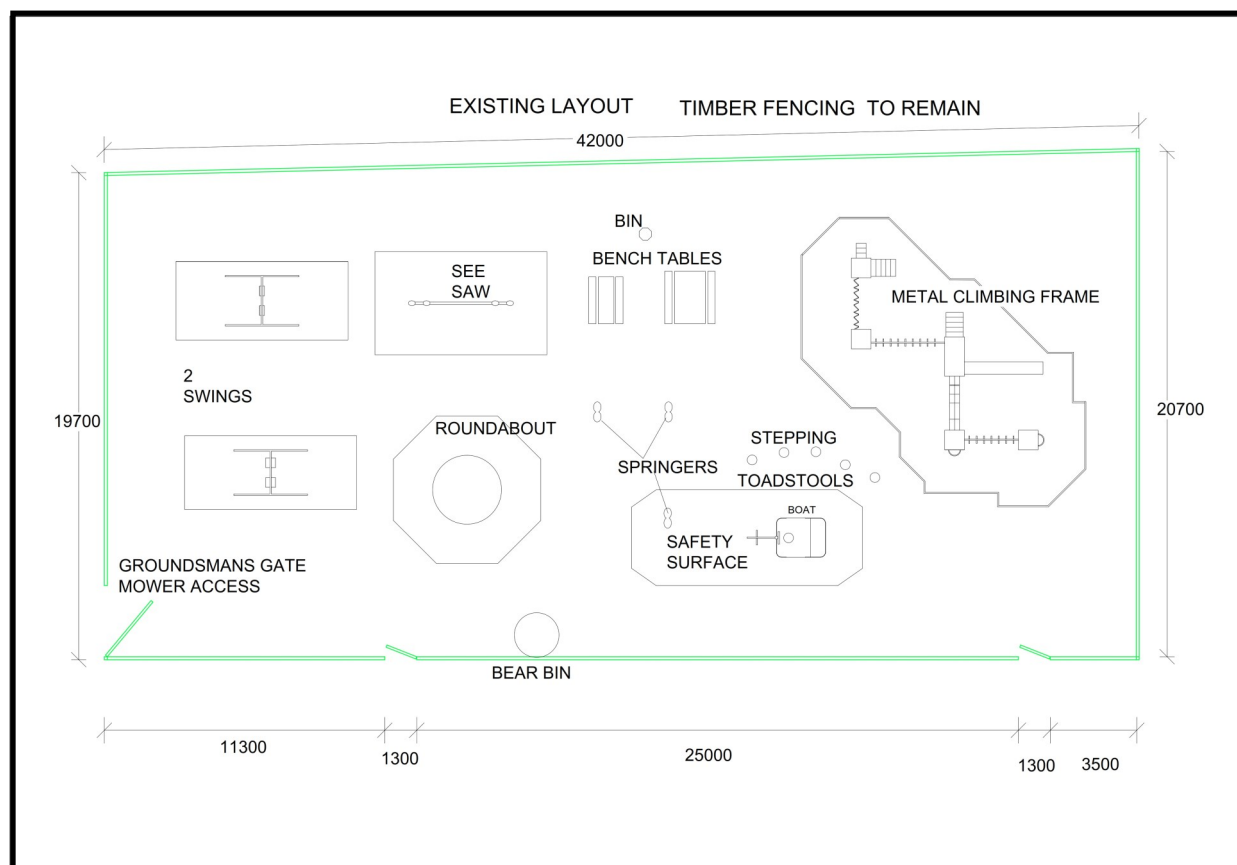 EXISTING LAYOUT
TIMBER FENCING TO REMAIN
42000
BIN
BENCH TABLES
SEE
SAW
METAL CLIMBING FRAME
2
SWINGS
19700
20700
ROUNDABOUT
STEPPING
SPRINGERS
TOADSTOOLS
BOAT
SAFETY
SURFACE
GROUNDSMANS GATE
MOWER ACCESS
BEAR BIN
11300
1300
25000
1300
3500